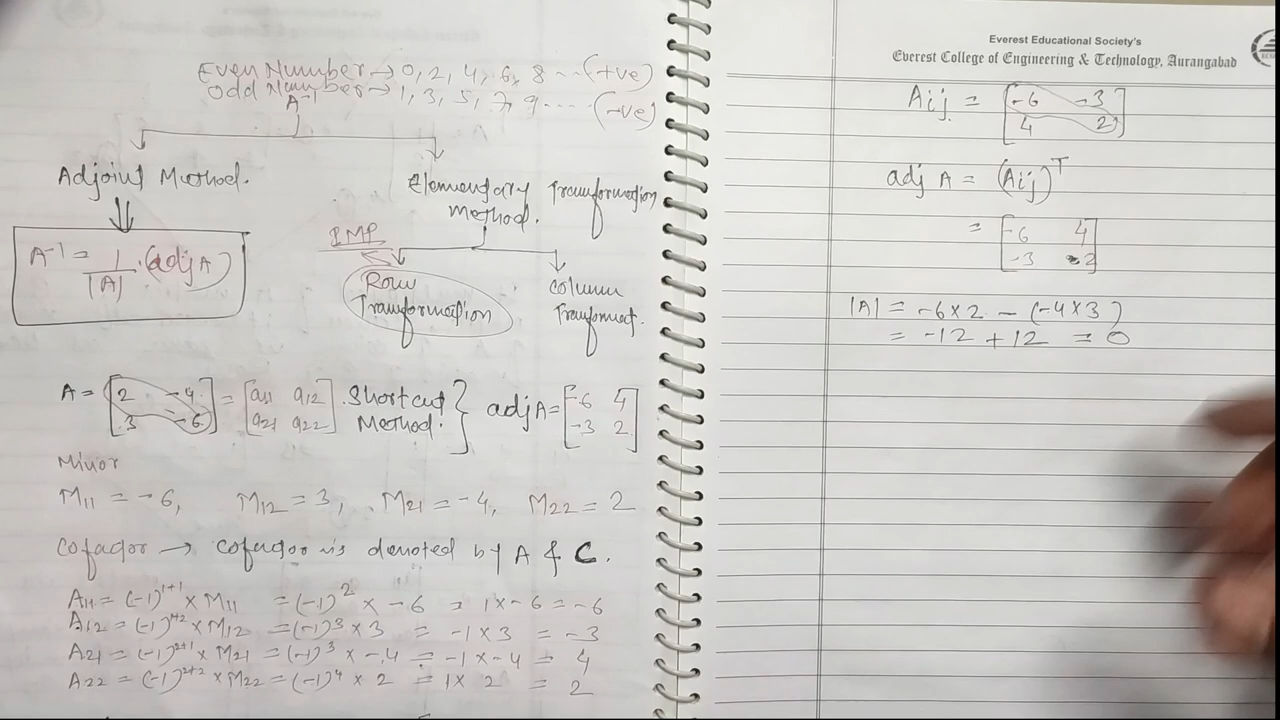 Even Number → 0, 2, 4, 6, 8 ... (+ve)
Odd Number → 1, 3, 5, 7, 9 .... (-ve)
A⁻¹
Adjoint Method.
Elementary Transformation
Method.
A⁻¹ = 1/|A| · (adj A)
IMP
Row
Transformation
Column
Transformat.
A = [2 -4; 3 -6] = [a11 a12; a21 a22] Shortcut Method. } adj A = [-6 4; -3 2]
Minor
M11 = -6, M12 = 3, M21 = -4, M22 = 2
Cofactor → Cofactor is denoted by A & C.
A11 = (-1)¹⁺¹ × M11 = (-1)² × -6 = 1 × -6 = -6
A12 = (-1)¹⁺² × M12 = (-1)³ × 3 = -1 × 3 = -3
A21 = (-1)²⁺¹ × M21 = (-1)³ × -4 = -1 × -4 = 4
A22 = (-1)²⁺² × M22 = (-1)⁴ × 2 = 1 × 2 = 2
Everest Educational Society's
Everest College of Engineering & Technology, Aurangabad
Aij = [-6 -3; 4 2]
adj A = (Aij)ᵀ
= [-6 4; -3 2]
|A| = -6 × 2 - (-4 × 3)
= -12 + 12 = 0